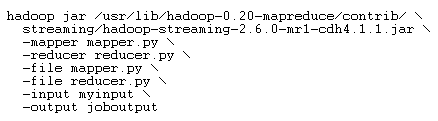 hadoop jar /usr/lib/hadoop-0.20-mapreduce/contrib/ \
streaming/hadoop-streaming-2.6.0-mr1-cdh4.1.1.jar \
-mapper mapper.py \
-reducer reducer.py \
-file mapper.py \
-file reducer.py \
-input myinput \
-output joboutput